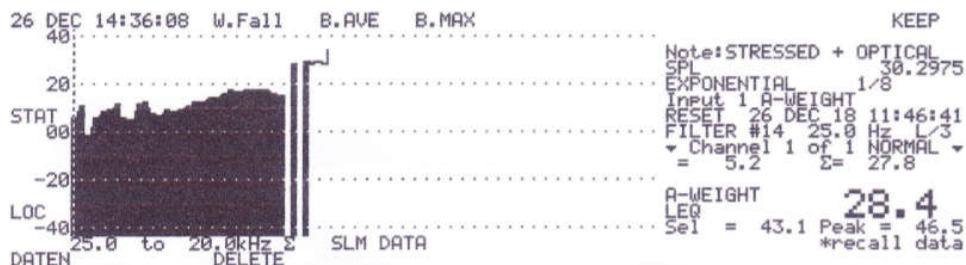 26 DEC 14:36:08 W.Fall B.AVE B.MAX KEEP
40
20
STAT
00
-20
LOC
-40
25.0 to 20.0kHz Σ SLM DATA
DATEN DELETE
Note:STRESSED + OPTICAL
SPL 30.2975
EXPONENTIAL 1/8
Input 1 A-WEIGHT
RESET 26 DEC 18 11:46:41
FILTER #14 25.0 Hz L/3
Channel 1 of 1 NORMAL
= 5.2 Σ= 27.8
A-WEIGHT
LEQ 28.4
Sel = 43.1 Peak = 46.5
*recall data